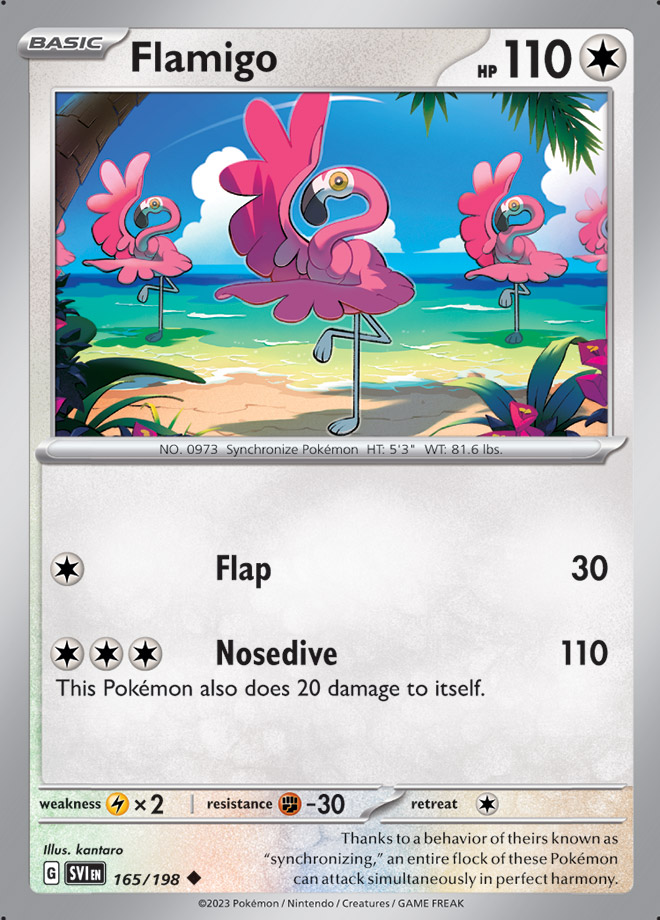 BASIC Flamigo HP 110
NO. 0973 Synchronize Pokémon HT: 5'3" WT: 81.6 lbs.
Flap 30
Nosedive 110
This Pokémon also does 20 damage to itself.
weakness ×2 resistance -30 retreat
Illus. kantaro
Thanks to a behavior of theirs known as
“synchronizing,” an entire flock of these Pokémon
can attack simultaneously in perfect harmony.
G SVI EN 165/198
©2023 Pokémon / Nintendo / Creatures / GAME FREAK